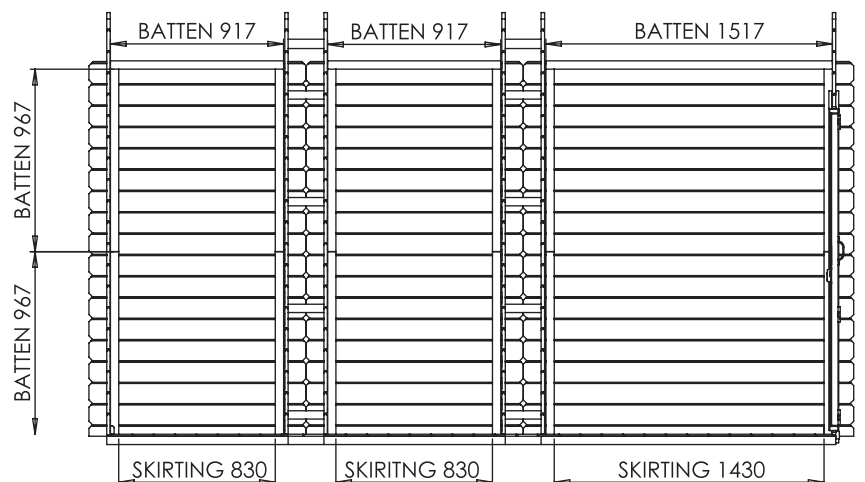 BATTEN 917
BATTEN 917
BATTEN 1517
BATTEN 967
BATTEN 967
SKIRTING 830
SKIRITNG 830
SKIRTING 1430